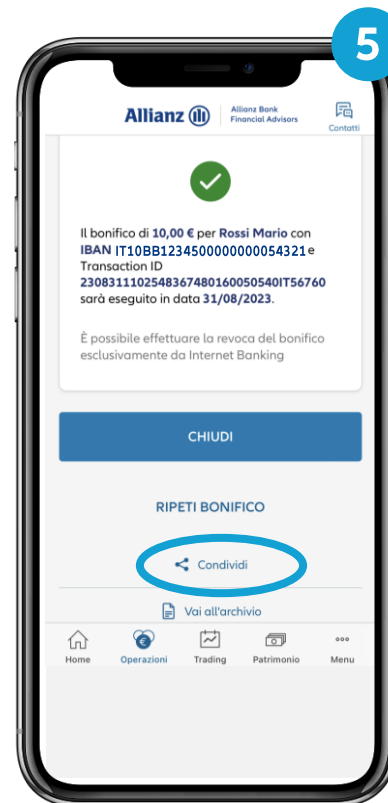 5
Allianz
Allianz Bank
Financial Advisors
Contatti
Il bonifico di 10,00 € per Rossi Mario con
IBAN IT10BB1234500000000054321 e
Transaction ID
230831110254836748016005054OIT56760
sarà eseguito in data 31/08/2023.
È possibile effettuare la revoca del bonifico
esclusivamente da Internet Banking
CHIUDI
RIPETI BONIFICO
Condividi
Vai all'archivio
Home Operazioni Trading Patrimonio Menu